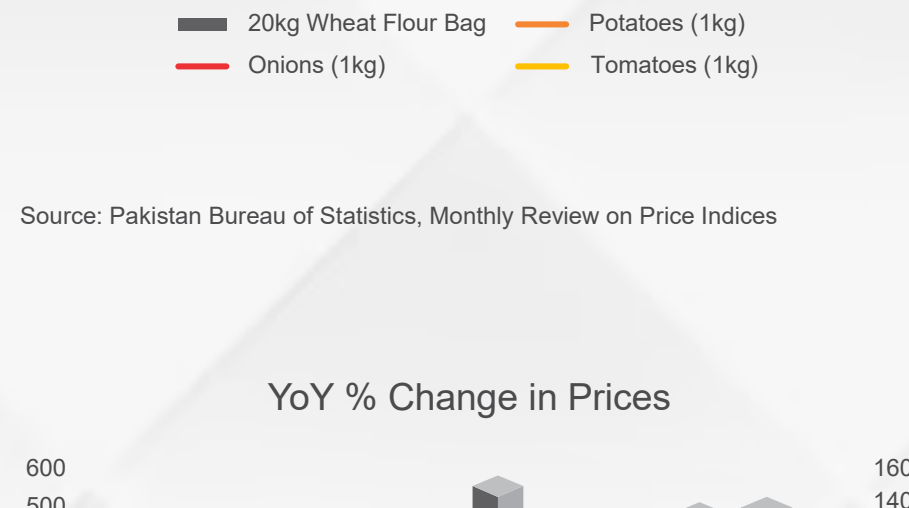 20kg Wheat Flour Bag Potatoes (1kg)
Onions (1kg) Tomatoes (1kg)
Source: Pakistan Bureau of Statistics, Monthly Review on Price Indices
YoY % Change in Prices
600 160
500 140